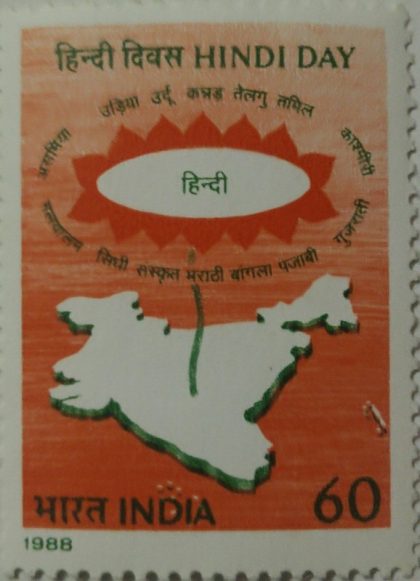 हिन्दी दिवस HINDI DAY
असमिया उड़िया उर्दू कन्नड़ तेलगु तमिल काश्मीरी
हिन्दी
मलयालम सिंधी संस्कृत मराठी बांगला पंजाबी गुजराती
भारत INDIA 60
1988